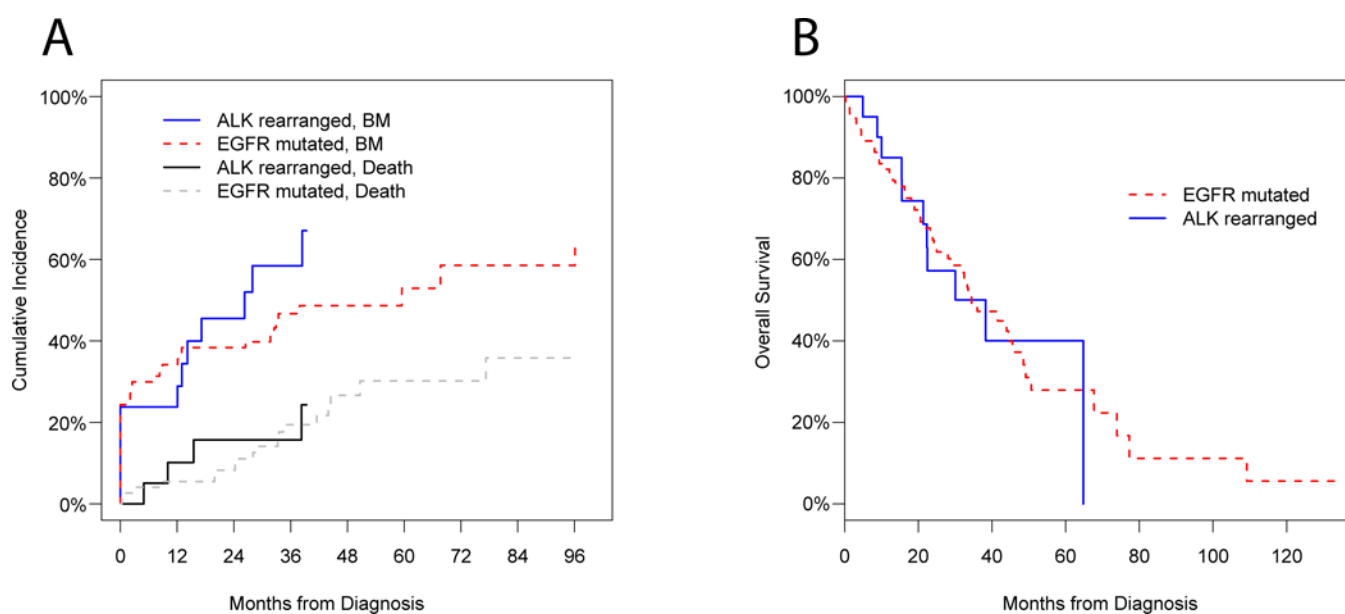 A
100%
80%
60%
40%
20%
0%
Cumulative Incidence
ALK rearranged, BM
EGFR mutated, BM
ALK rearranged, Death
EGFR mutated, Death
0 12 24 36 48 60 72 84 96
Months from Diagnosis
B
100%
80%
60%
40%
20%
0%
Overall Survival
EGFR mutated
ALK rearranged
0 20 40 60 80 100 120
Months from Diagnosis